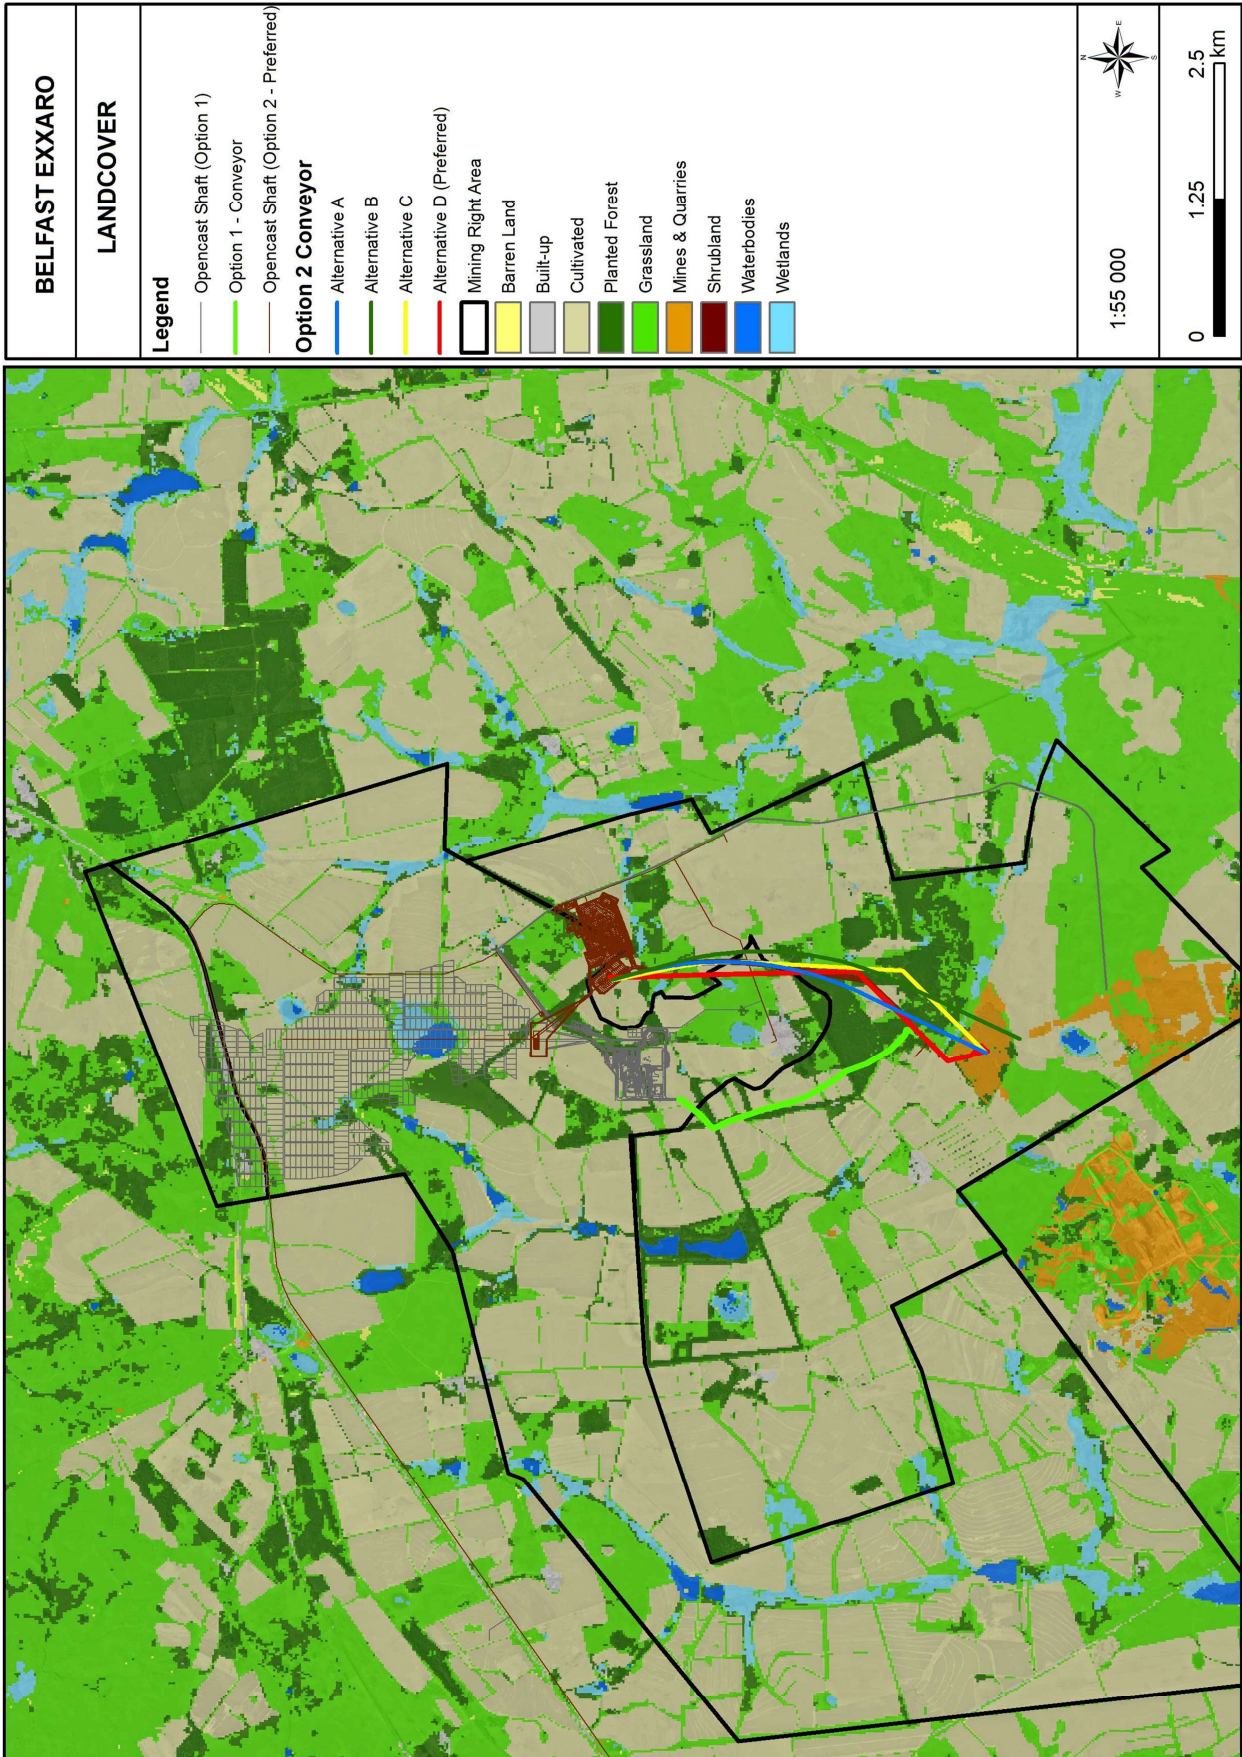 BELFAST EXXARO
LANDCOVER
Legend
Opencast Shaft (Option 1)
Option 1 - Conveyor
Opencast Shaft (Option 2 - Preferred)
Option 2 Conveyor
Alternative A
Alternative B
Alternative C
Alternative D (Preferred)
Mining Right Area
Barren Land
Built-up
Cultivated
Planted Forest
Grassland
Mines & Quarries
Shrubland
Waterbodies
Wetlands
1:55 000
N
W
E
S
0 1.25 2.5
km